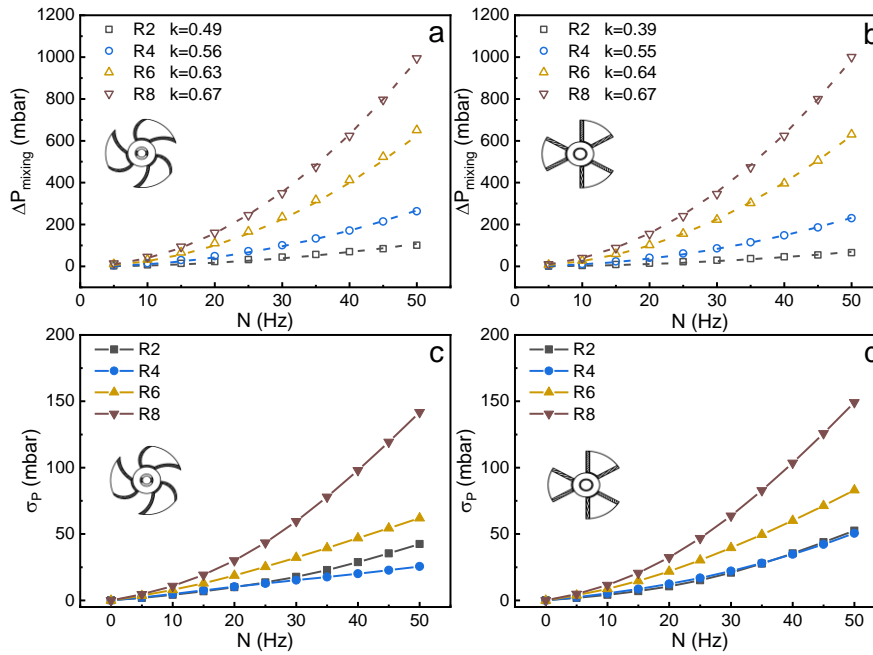 a
R2 k=0.49
R4 k=0.56
R6 k=0.63
R8 k=0.67
1200
1000
800
600
400
200
0
ΔPmixing (mbar)
0 10 20 30 40 50
N (Hz)
b
R2 k=0.39
R4 k=0.55
R6 k=0.64
R8 k=0.67
1200
1000
800
600
400
200
0
ΔPmixing (mbar)
0 10 20 30 40 50
N (Hz)
c
R2
R4
R6
R8
200
150
100
50
0
σP (mbar)
0 10 20 30 40 50
N (Hz)
R2
R4
R6
R8
200
150
100
50
0
σP (mbar)
0 10 20 30 40 50
N (Hz)